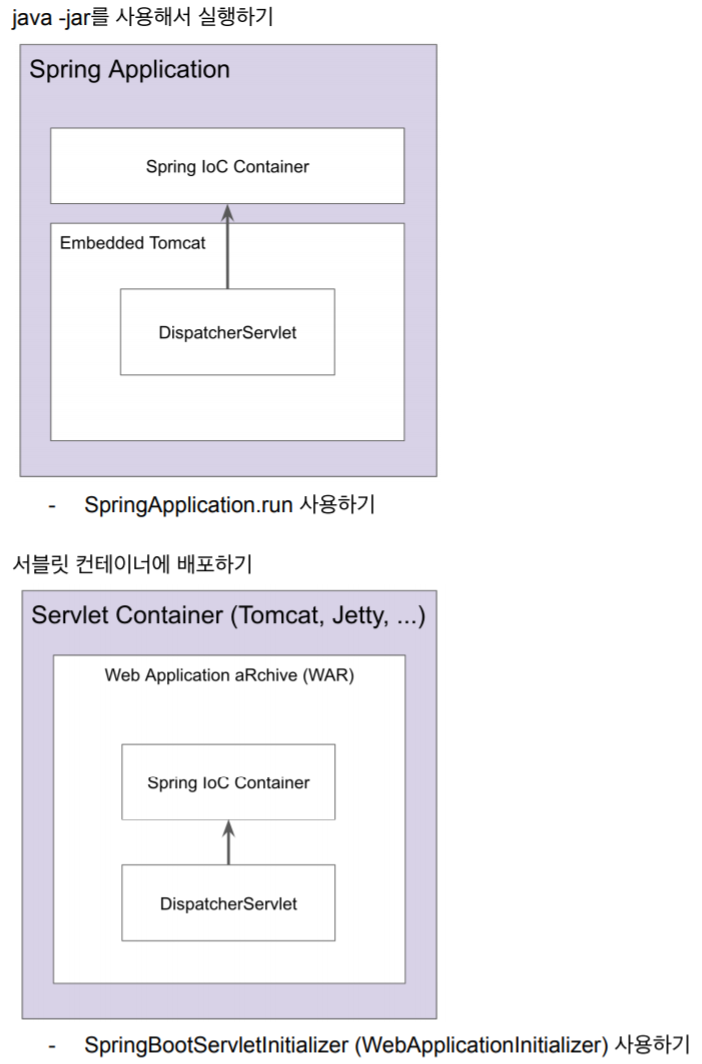 java -jar를 사용해서 실행하기
Spring Application
Spring IoC Container
Embedded Tomcat
DispatcherServlet
- SpringApplication.run 사용하기
서블릿 컨테이너에 배포하기
Servlet Container (Tomcat, Jetty, ...)
Web Application aRchive (WAR)
Spring IoC Container
DispatcherServlet
- SpringBootServletInitializer (WebApplicationInitializer) 사용하기